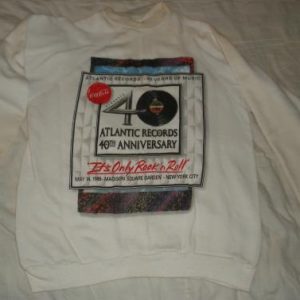 ATLANTIC RECORDS · 40 YEARS OF MUSIC
Coca-Cola
40
ATLANTIC RECORDS
40TH ANNIVERSARY
It's Only Rock 'n' Roll
MAY 14, 1988 · MADISON SQUARE GARDEN · NEW YORK CITY